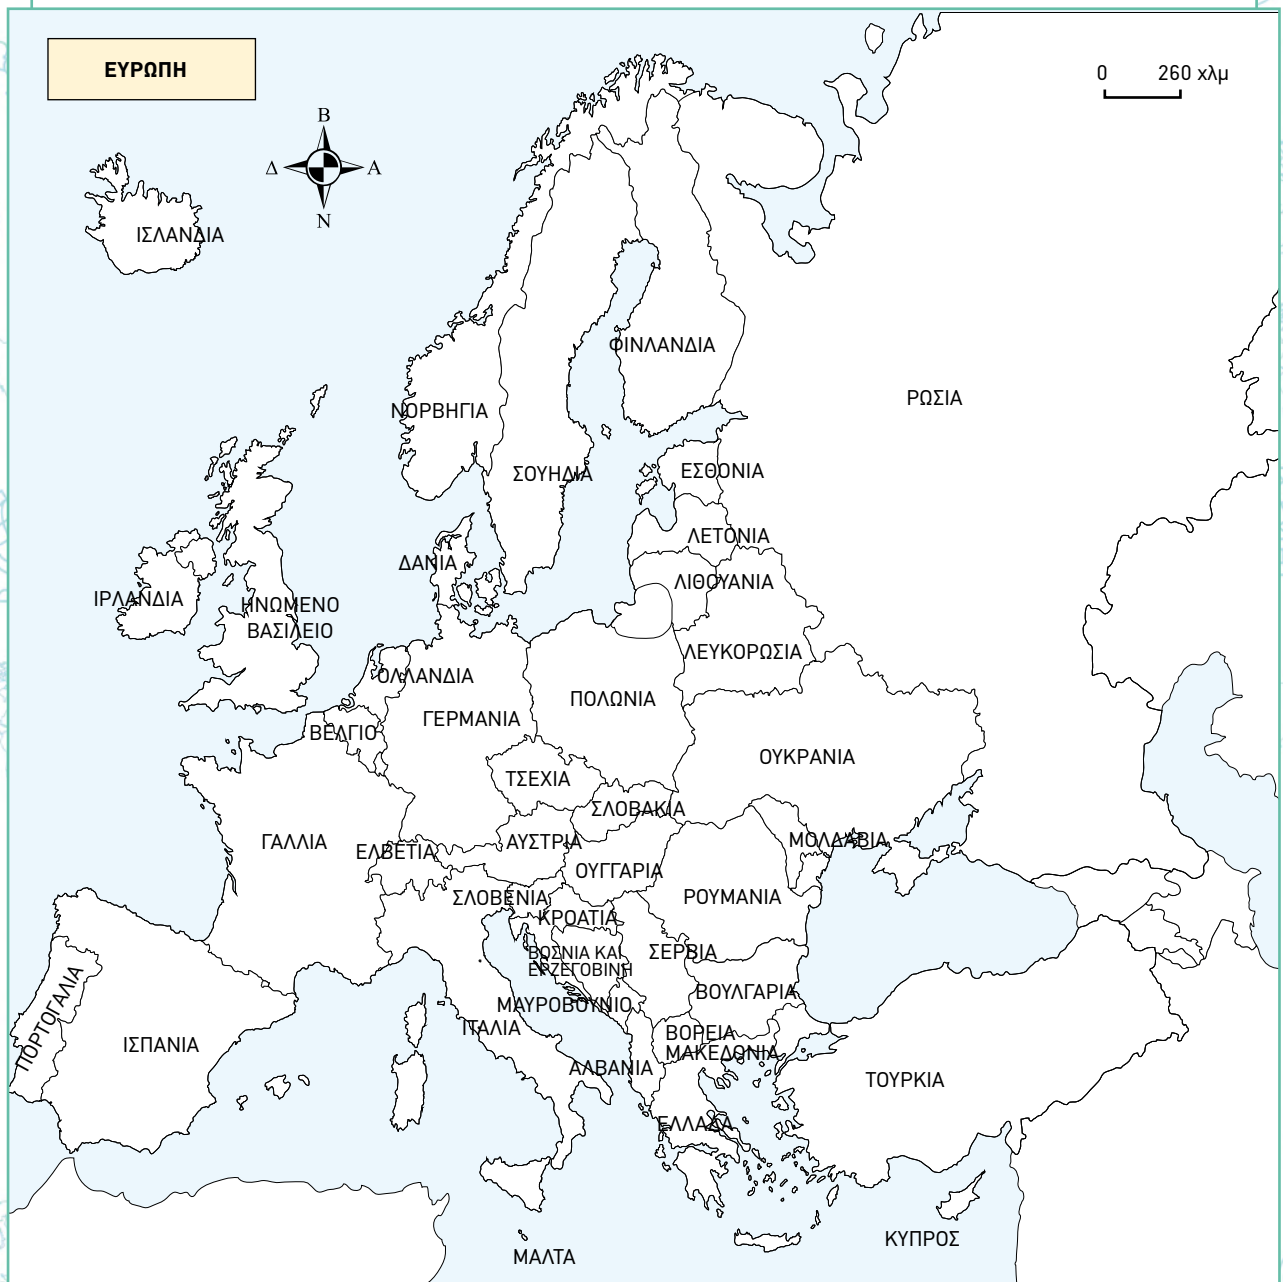 ΕΥΡΩΠΗ
0 260 χλμ
Β
Δ Α
Ν
ΙΣΛΑΝΔΙΑ
ΦΙΝΛΑΝΔΙΑ
ΡΩΣΙΑ
ΝΟΡΒΗΓΙΑ
ΣΟΥΗΔΙΑ
ΕΣΘΟΝΙΑ
ΛΕΤΟΝΙΑ
ΔΑΝΙΑ
ΛΙΘΟΥΑΝΙΑ
ΙΡΛΑΝΔΙΑ
ΗΝΩΜΕΝΟ
ΒΑΣΙΛΕΙΟ
ΛΕΥΚΟΡΩΣΙΑ
ΟΛΛΑΝΔΙΑ
ΠΟΛΩΝΙΑ
ΓΕΡΜΑΝΙΑ
ΒΕΛΓΙΟ
ΟΥΚΡΑΝΙΑ
ΤΣΕΧΙΑ
ΣΛΟΒΑΚΙΑ
ΓΑΛΛΙΑ
ΕΛΒΕΤΙΑ
ΑΥΣΤΡΙΑ
ΜΟΛΔΑΒΙΑ
ΟΥΓΓΑΡΙΑ
ΣΛΟΒΕΝΙΑ
ΡΟΥΜΑΝΙΑ
ΚΡΟΑΤΙΑ
ΒΟΣΝΙΑ ΚΑΙ
ΕΡΖΕΓΟΒΙΝΗ
ΣΕΡΒΙΑ
ΒΟΥΛΓΑΡΙΑ
ΜΑΥΡΟΒΟΥΝΙΟ
ΠΟΡΤΟΓΑΛΙΑ
ΙΣΠΑΝΙΑ
ΙΤΑΛΙΑ
ΒΟΡΕΙΑ
ΜΑΚΕΔΟΝΙΑ
ΑΛΒΑΝΙΑ
ΤΟΥΡΚΙΑ
ΕΛΛΑΔΑ
ΚΥΠΡΟΣ
ΜΑΛΤΑ